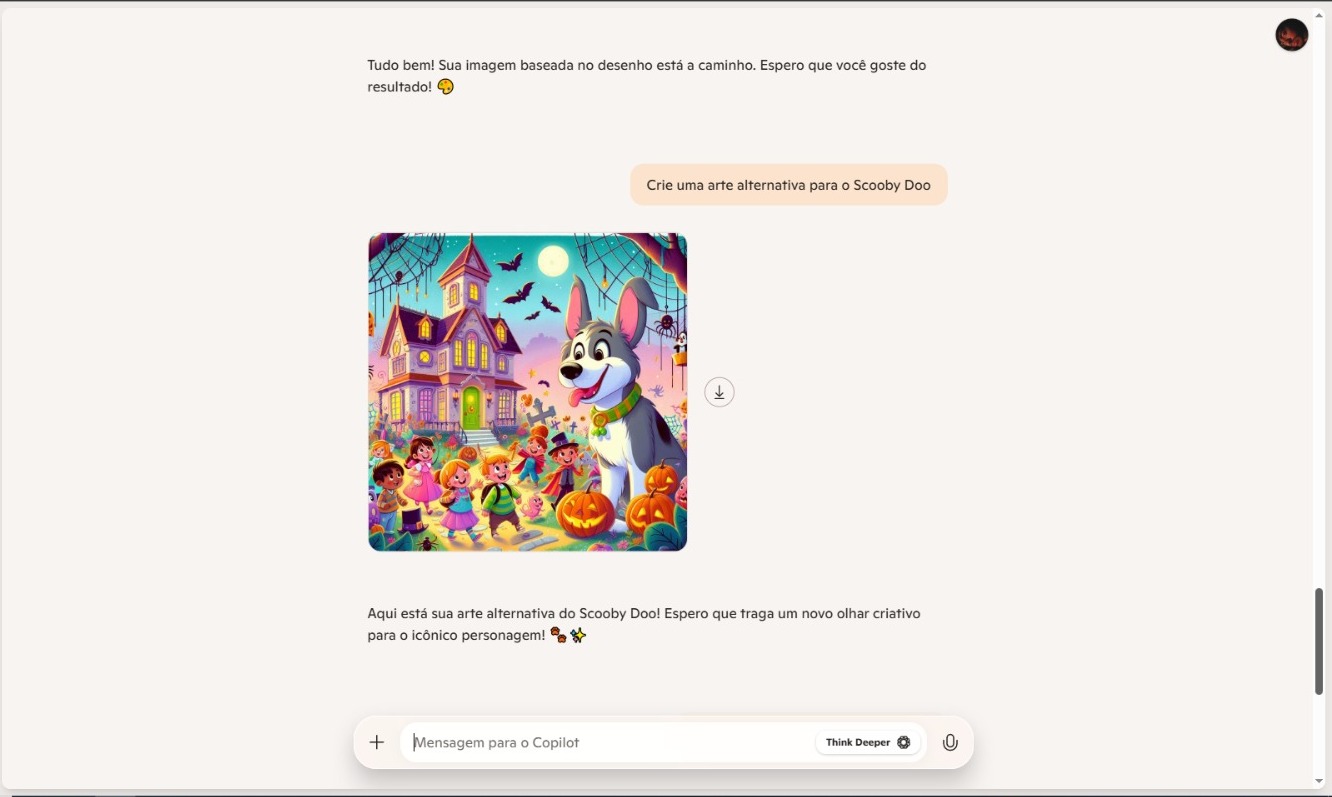 Tudo bem! Sua imagem baseada no desenho está a caminho. Espero que você goste do
resultado! 🎨
Crie uma arte alternativa para o Scooby Doo
Aqui está sua arte alternativa do Scooby Doo! Espero que traga um novo olhar criativo
para o icônico personagem! 🐾✨
Mensagem para o Copilot
Think Deeper